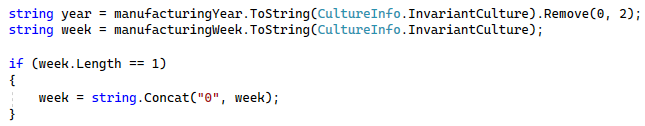 string year = manufacturingYear.ToString(CultureInfo.InvariantCulture).Remove(0, 2);
string week = manufacturingWeek.ToString(CultureInfo.InvariantCulture);
if (week.Length == 1)
{
    week = string.Concat("0", week);
}